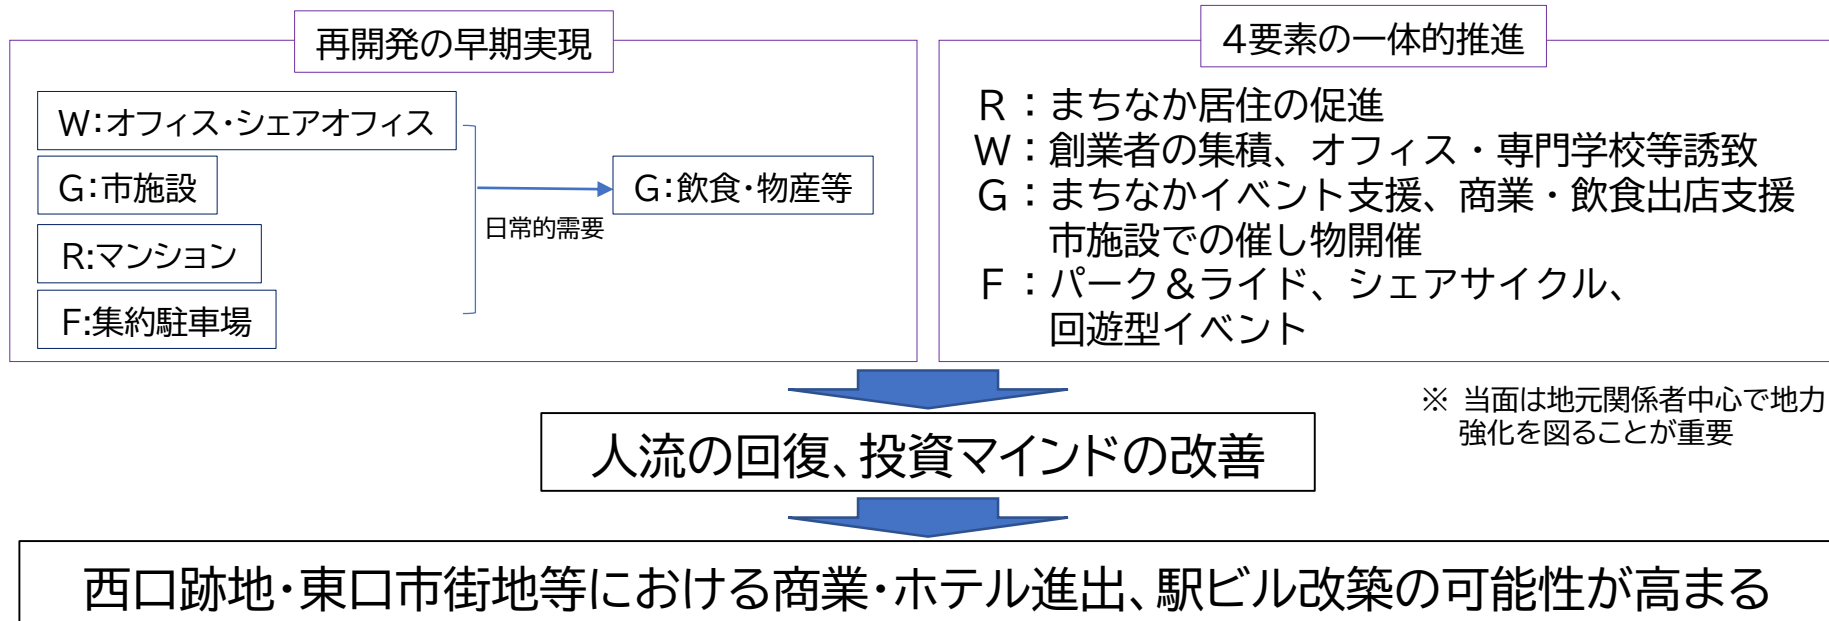 再開発の早期実現
W:オフィス・シェアオフィス
G:市施設
R:マンション
F:集約駐車場
日常的需要
G:飲食・物産等
4要素の一体的推進
R：まちなか居住の促進
W：創業者の集積、オフィス・専門学校等誘致
G：まちなかイベント支援、商業・飲食出店支援
市施設での催し物開催
F：パーク＆ライド、シェアサイクル、
回遊型イベント
※ 当面は地元関係者中心で地力
強化を図ることが重要
人流の回復、投資マインドの改善
西口跡地・東口市街地等における商業・ホテル進出、駅ビル改築の可能性が高まる